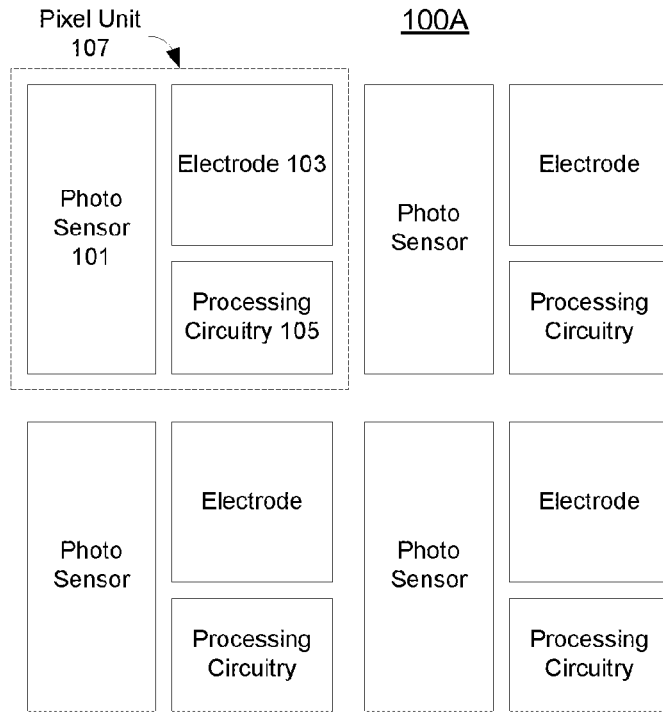 Pixel Unit
107
100A
Photo
Sensor
101
Electrode 103
Processing
Circuitry 105
Photo
Sensor
Electrode
Processing
Circuitry
Photo
Sensor
Electrode
Processing
Circuitry
Photo
Sensor
Electrode
Processing
Circuitry